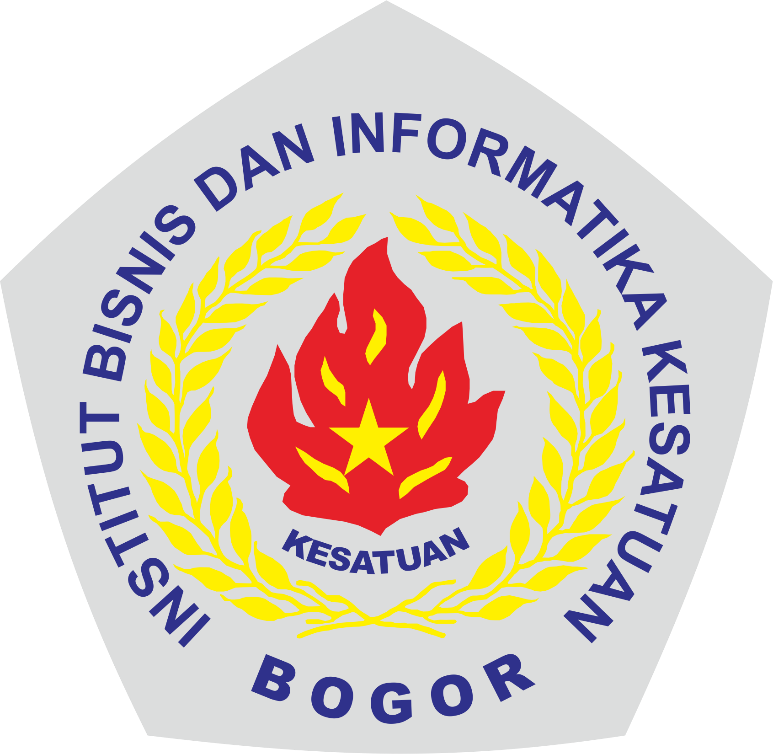 INSTITUT BISNIS DAN INFORMATIKA KESATUAN
KESATUAN
BOGOR